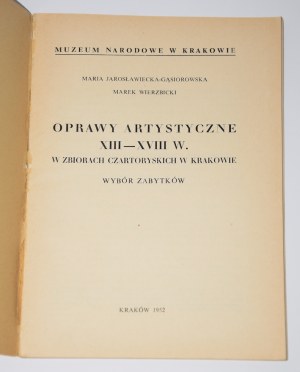 MUZEUM NARODOWE W KRAKOWIE
MARIA JAROSŁAWIECKA-GĄSIOROWSKA
MAREK WIERZBICKI
OPRAWY ARTYSTYCZNE
XIII—XVIII W.
W ZBIORACH CZARTORYSKICH W KRAKOWIE
WYBÓR ZABYTKÓW
KRAKÓW 1952